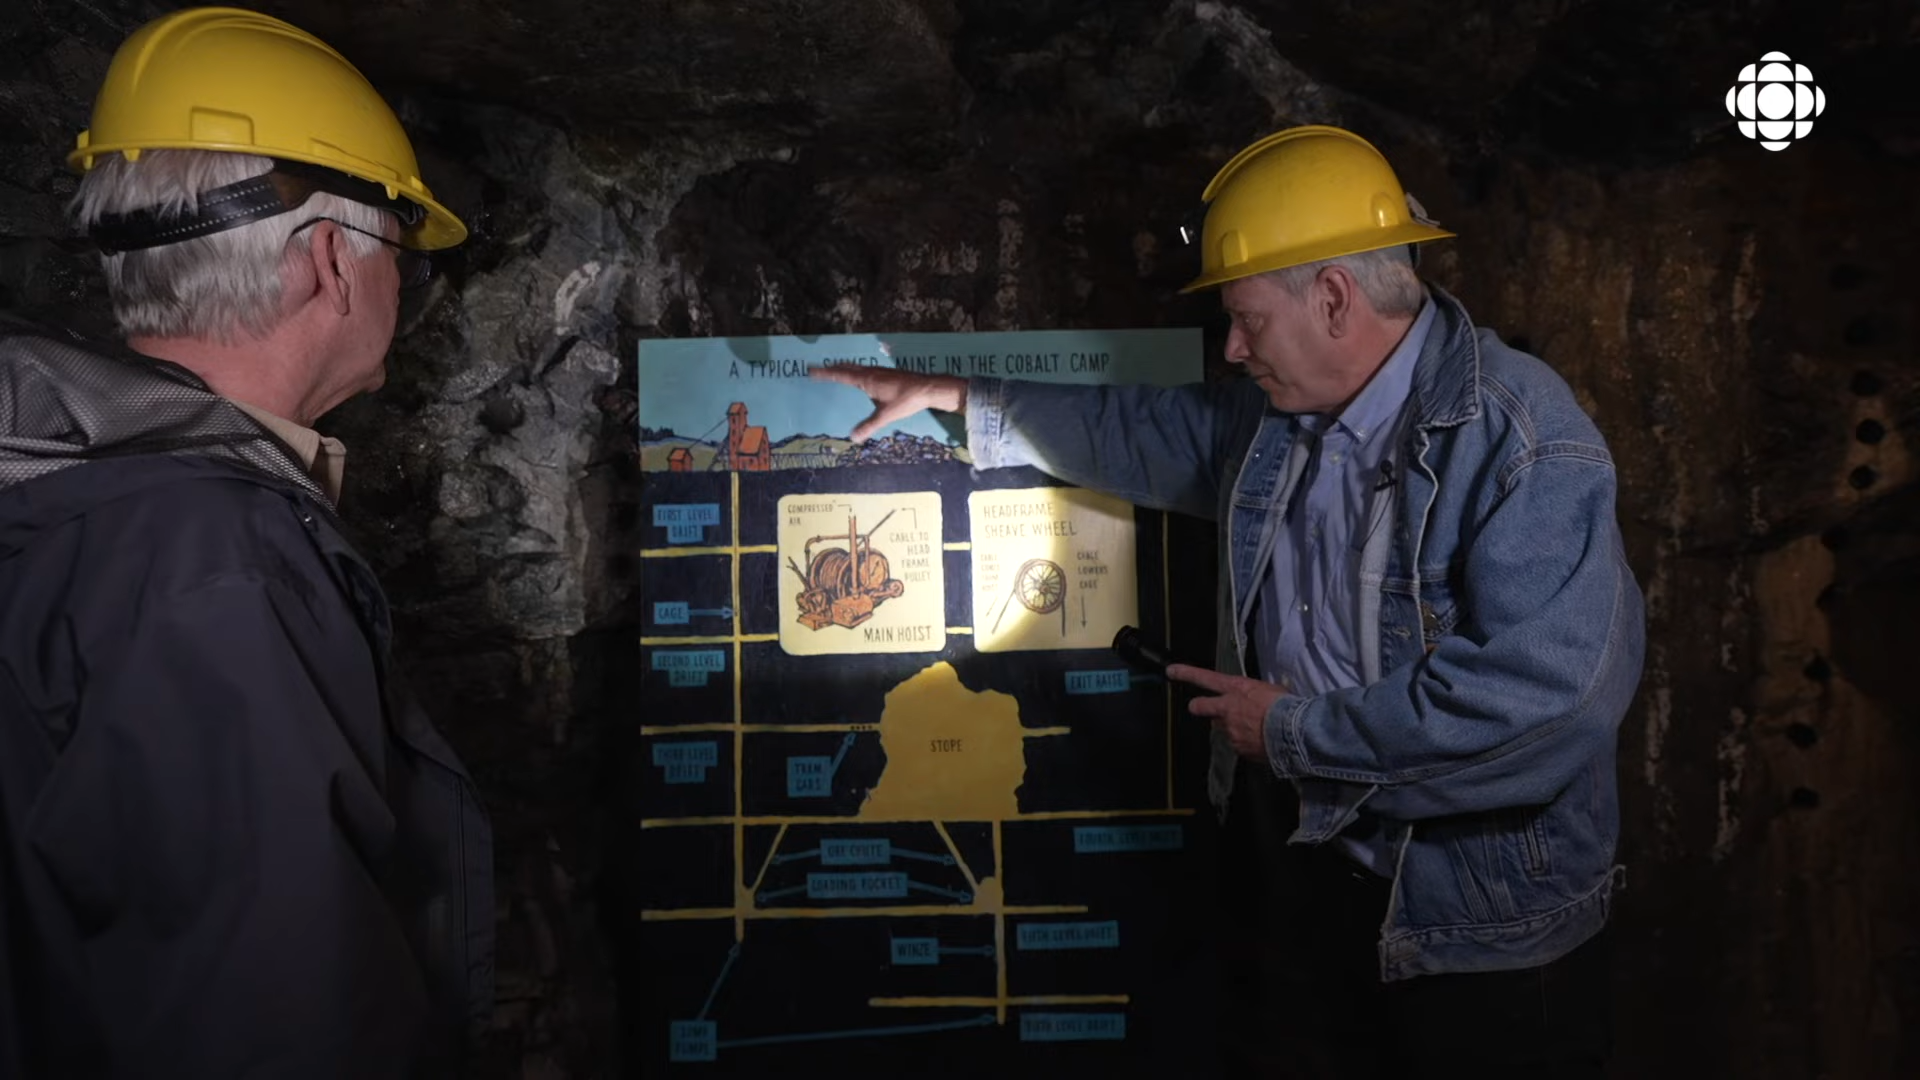 A TYPICAL SILVER MINE IN THE COBALT CAMP
FIRST LEVEL
DRIFT
COMPRESSED
AIR
CABLE TO
HEAD
FRAME
PULLEY
MAIN HOIST
HEADFRAME
SHEAVE WHEEL
CABLE
LOWERS
CAGE
CAGE
SECOND LEVEL
DRIFT
EXIT RAISE
THIRD LEVEL
DRIFT
TRAM
CARS
STOPE
FOURTH LEVEL DRIFT
ORE CHUTE
LOADING POCKET
WINZE
FIFTH LEVEL DRIFT
SUMP
PUMPS